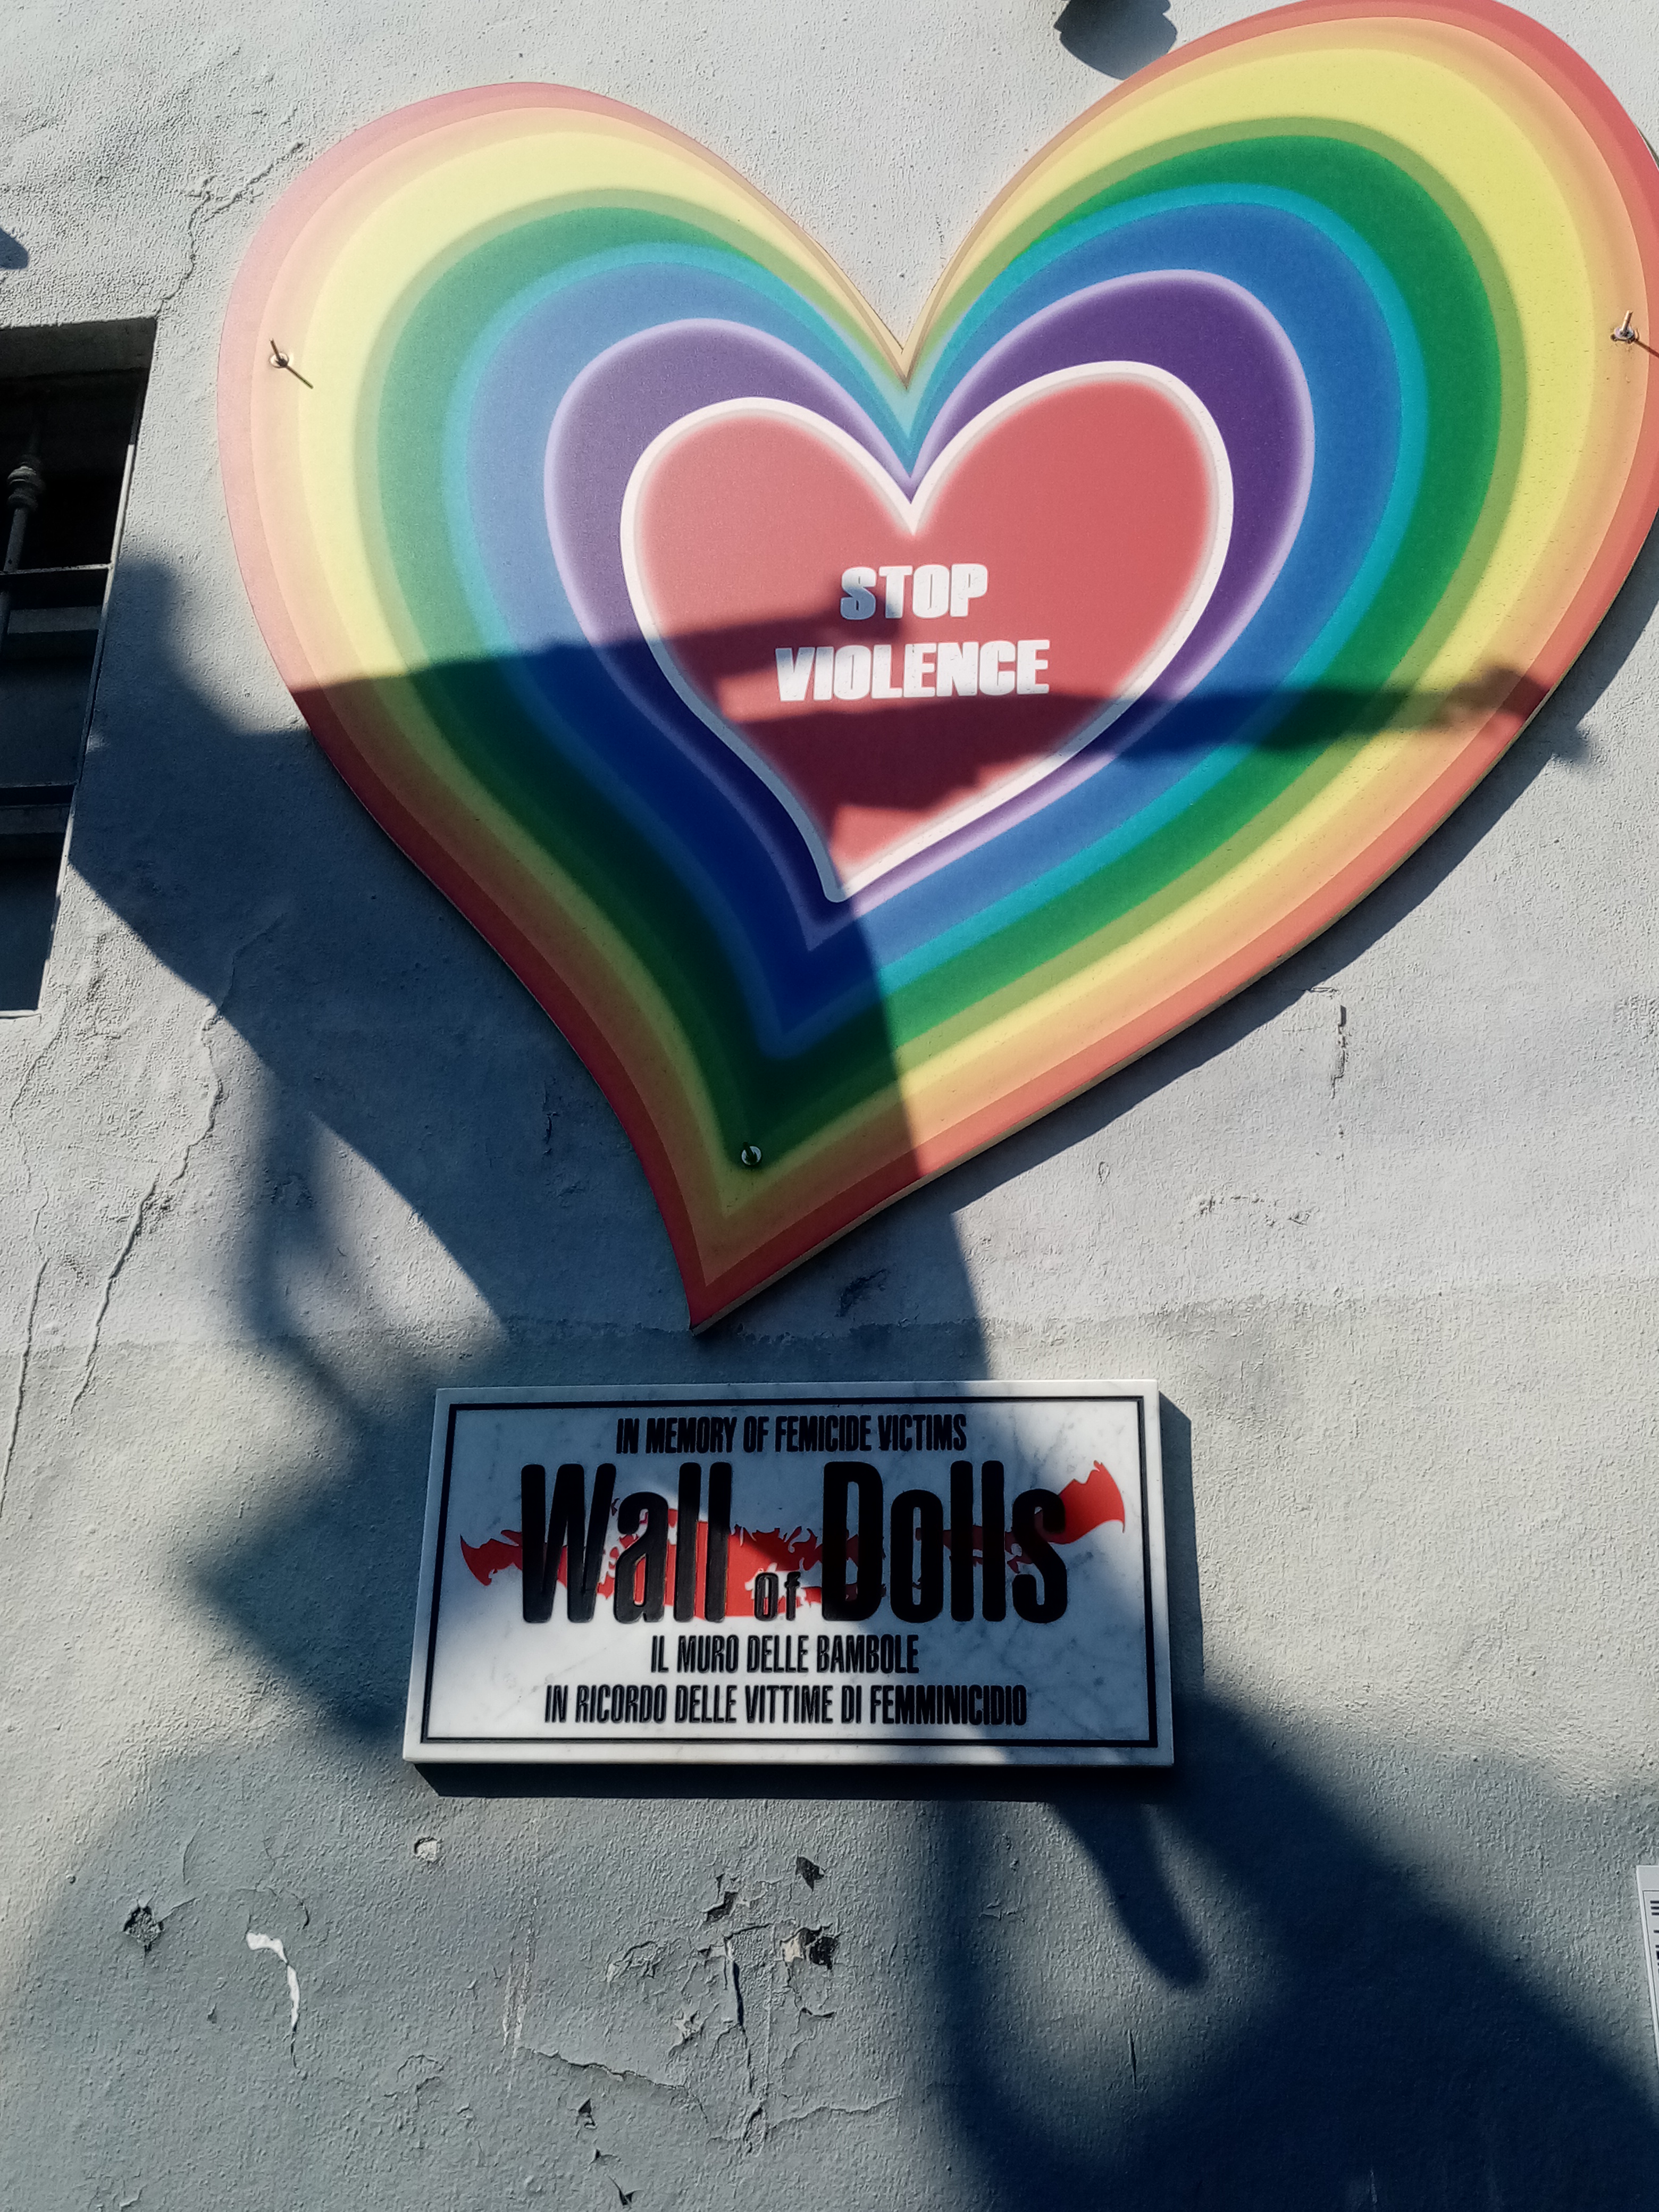 STOP
VIOLENCE
IN MEMORY OF FEMICIDE VICTIMS
Wall of Dolls
IL MURO DELLE BAMBOLE
IN RICORDO DELLE VITTIME DI FEMMINICIDIO